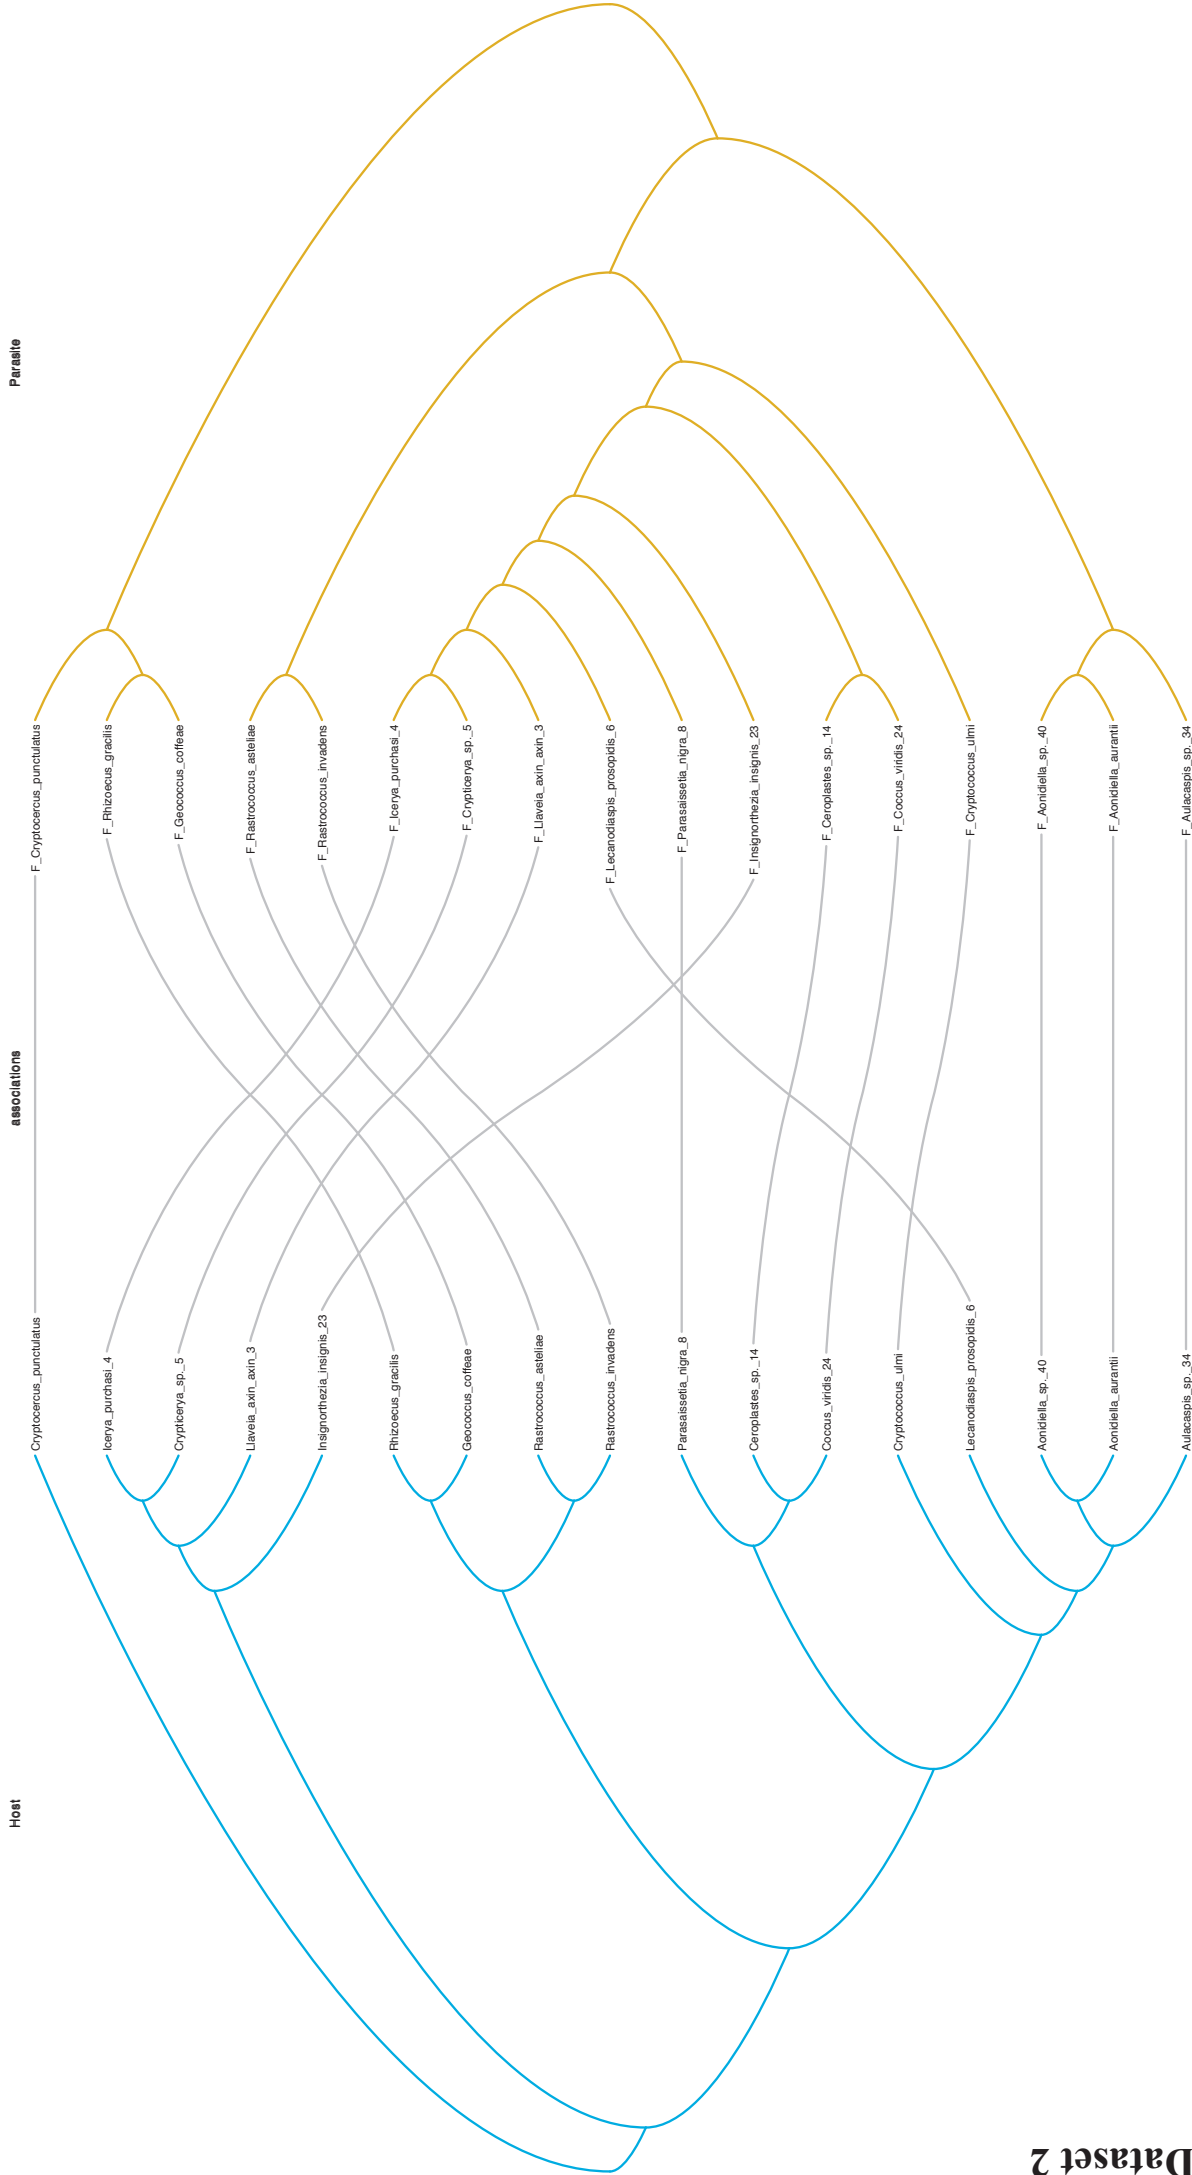 Parasite
F_Cryptocercus_punctulatus
F_Rhizoecus_gracilis
F_Geococcus_coffeae
F_Rastrococcus_asteliae
F_Rastrococcus_invadens
F_Icerya_purchasi_4
F_Crypticerya_sp._5
F_Llaveia_axin_axin_3
F_Lecanodiaspis_prosopidis_6
F_Parasaissetia_nigra_8
F_Insignorthezia_insignis_23
F_Ceroplastes_sp._14
F_Coccus_viridis_24
F_Cryptococcus_ulmi
F_Aonidiella_sp._40
F_Aonidiella_aurantii
F_Aulacaspis_sp._34
associations
Cryptocercus_punctulatus
Icerya_purchasi_4
Crypticerya_sp._5
Llaveia_axin_axin_3
Insignorthezia_insignis_23
Rhizoecus_gracilis
Geococcus_coffeae
Rastrococcus_asteliae
Rastrococcus_invadens
Parasaissetia_nigra_8
Ceroplastes_sp._14
Coccus_viridis_24
Cryptococcus_ulmi
Lecanodiaspis_prosopidis_6
Aonidiella_sp._40
Aonidiella_aurantii
Aulacaspis_sp._34
Host
Dataset 2